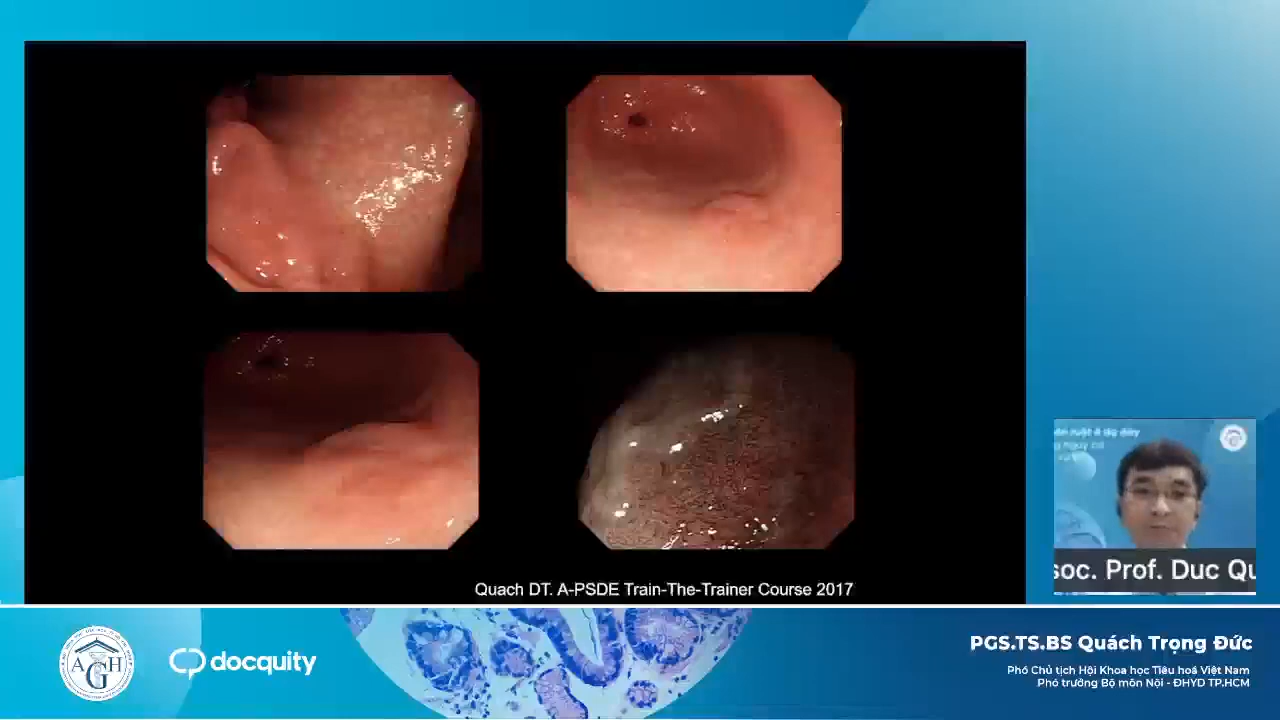 Quach DT. A-PSDE Train-The-Trainer Course 2017
soc. Prof. Duc Qu
AGH
docquity
PGS.TS.BS Quách Trọng Đức
Phó Chủ tịch Hội Khoa học Tiêu hoá Việt Nam
Phó trưởng Bộ môn Nội - ĐHYD TP.HCM